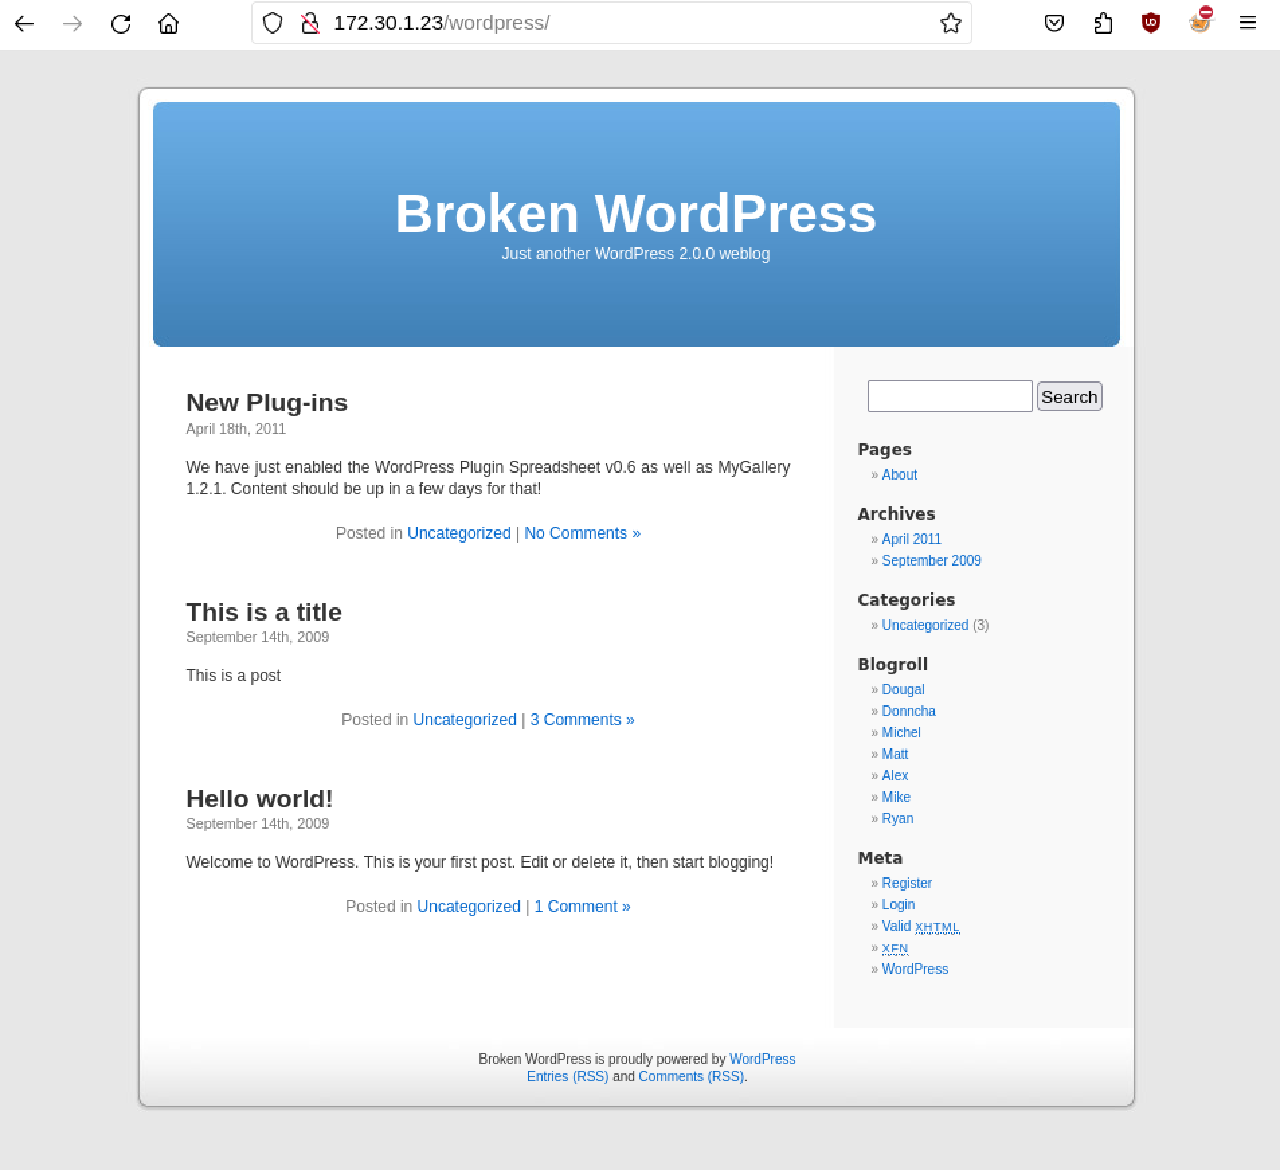 172.30.1.23/wordpress/
Broken WordPress
Just another WordPress 2.0.0 weblog
New Plug-ins
April 18th, 2011
We have just enabled the WordPress Plugin Spreadsheet v0.6 as well as MyGallery
1.2.1. Content should be up in a few days for that!
Posted in Uncategorized | No Comments »
This is a title
September 14th, 2009
This is a post
Posted in Uncategorized | 3 Comments »
Hello world!
September 14th, 2009
Welcome to WordPress. This is your first post. Edit or delete it, then start blogging!
Posted in Uncategorized | 1 Comment »
Search
Pages
» About
Archives
» April 2011
» September 2009
Categories
» Uncategorized (3)
Blogroll
» Dougal
» Donncha
» Michel
» Matt
» Alex
» Mike
» Ryan
Meta
» Register
» Login
» Valid XHTML
» XFN
» WordPress
Broken WordPress is proudly powered by WordPress
Entries (RSS) and Comments (RSS).